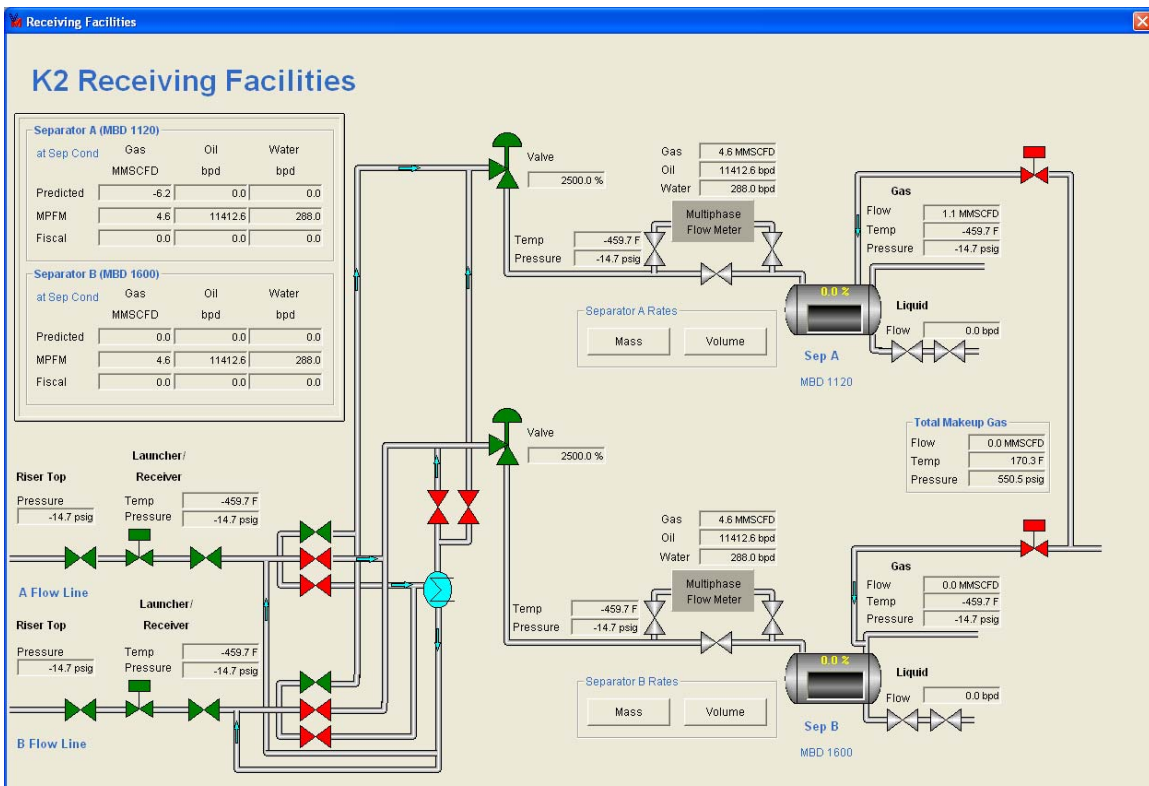 Receiving Facilities
K2 Receiving Facilities
Separator A (MBD 1120)
at Sep Cond Gas Oil Water
MMSCFD bpd bpd
Predicted -6.2 0.0 0.0
MPFM 4.6 11412.6 288.0
Fiscal 0.0 0.0 0.0
Separator B (MBD 1600)
at Sep Cond Gas Oil Water
MMSCFD bpd bpd
Predicted 0.0 0.0 0.0
MPFM 4.6 11412.6 288.0
Fiscal 0.0 0.0 0.0
Valve
2500.0 %
Gas 4.6 MMSCFD
Oil 11412.6 bpd
Water 288.0 bpd
Multiphase
Flow Meter
Temp -459.7 F
Pressure -14.7 psig
Gas
Flow 1.1 MMSCFD
Temp -459.7 F
Pressure -14.7 psig
0.0 %
Liquid
Flow 0.0 bpd
Separator A Rates
Mass Volume
Sep A
MBD 1120
Valve
2500.0 %
Total Makeup Gas
Flow 0.0 MMSCFD
Temp 170.3 F
Pressure 550.5 psig
Launcher/
Riser Top Receiver
Pressure Temp -459.7 F
-14.7 psig Pressure -14.7 psig
A Flow Line
Launcher/
Riser Top Receiver
Pressure Temp -459.7 F
-14.7 psig Pressure -14.7 psig
B Flow Line
Gas 4.6 MMSCFD
Oil 11412.6 bpd
Water 288.0 bpd
Multiphase
Flow Meter
Temp -459.7 F
Pressure -14.7 psig
Gas
Flow 0.0 MMSCFD
Temp -459.7 F
Pressure -14.7 psig
0.0 %
Liquid
Flow 0.0 bpd
Separator B Rates
Mass Volume
Sep B
MBD 1600